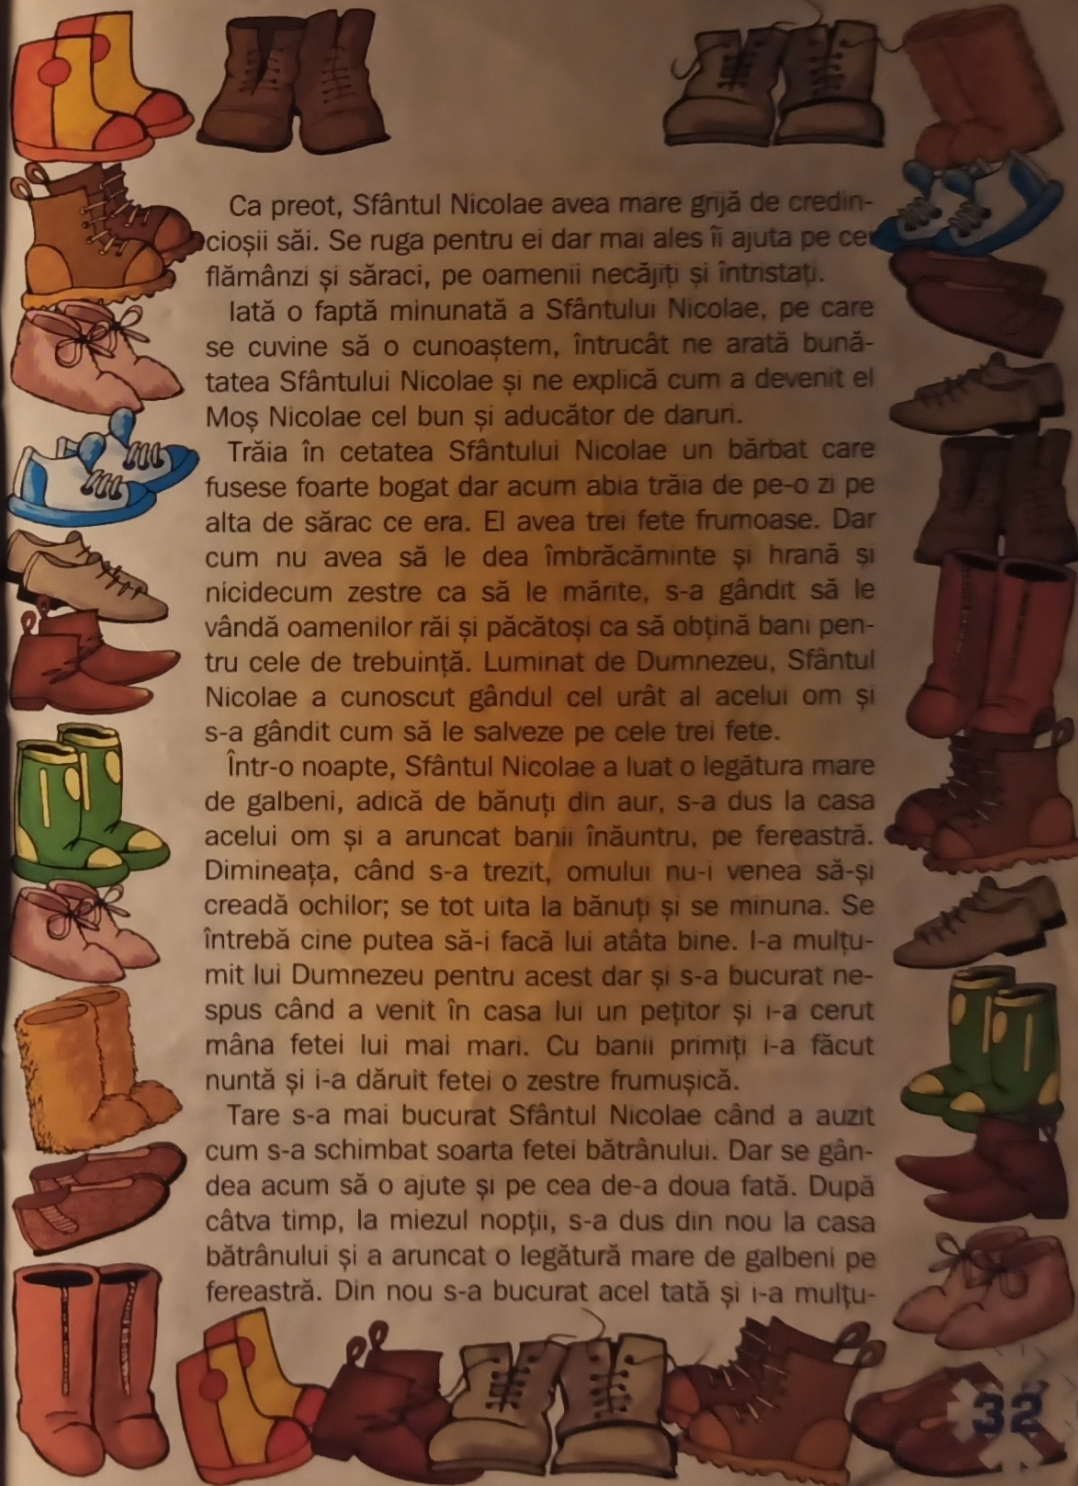 Ca preot, Sfântul Nicolae avea mare grijă de credin-
cioșii săi. Se ruga pentru ei dar mai ales îi ajuta pe cei
flămânzi și săraci, pe oamenii necăjiți și întristați.
Iată o faptă minunată a Sfântului Nicolae, pe care
se cuvine să o cunoaștem, întrucât ne arată bună-
tatea Sfântului Nicolae și ne explică cum a devenit el
Moș Nicolae cel bun și aducător de daruri.
Trăia în cetatea Sfântului Nicolae un bărbat care
fusese foarte bogat dar acum abia trăia de pe-o zi pe
alta de sărac ce era. El avea trei fete frumoase. Dar
cum nu avea să le dea îmbrăcăminte și hrană și
nicidecum zestre ca să le mărite, s-a gândit să le
vândă oamenilor răi și păcătoși ca să obțină bani pen-
tru cele de trebuință. Luminat de Dumnezeu, Sfântul
Nicolae a cunoscut gândul cel urât al acelui om și
s-a gândit cum să le salveze pe cele trei fete.
Într-o noapte, Sfântul Nicolae a luat o legătura mare
de galbeni, adică de bănuți din aur, s-a dus la casa
acelui om și a aruncat banii înăuntru, pe fereastră.
Dimineața, când s-a trezit, omului nu-i venea să-și
creadă ochilor; se tot uita la bănuți și se minuna. Se
întrebă cine putea să-i facă lui atâta bine. I-a mulțu-
mit lui Dumnezeu pentru acest dar și s-a bucurat ne-
spus când a venit în casa lui un pețitor și i-a cerut
mâna fetei lui mai mari. Cu banii primiți i-a făcut
nuntă și i-a dăruit fetei o zestre frumușică.
Tare s-a mai bucurat Sfântul Nicolae când a auzit
cum s-a schimbat soarta fetei bătrânului. Dar se gân-
dea acum să o ajute și pe cea de-a doua fată. După
câtva timp, la miezul nopții, s-a dus din nou la casa
bătrânului și a aruncat o legătură mare de galbeni pe
fereastră. Din nou s-a bucurat acel tată și i-a mulțu-
32